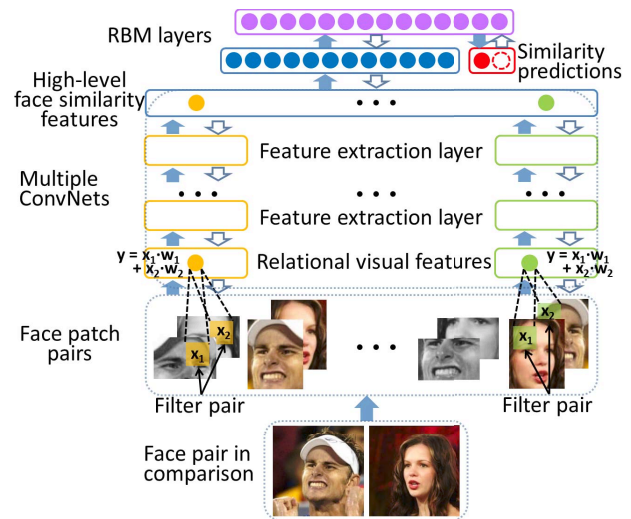 RBM layers
Similarity
predictions
High-level
face similarity
features
. . .
Feature extraction layer
Multiple
ConvNets
. . .
. . .
. . .
Feature extraction layer
y = x₁·w₁
+ x₂·w₂
Relational visual features
y = x₁·w₁
+ x₂·w₂
Face patch
pairs
x₂
x₁
. . .
x₂
x₁
Filter pair
Filter pair
Face pair in
comparison